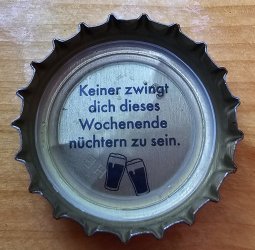 Keiner zwingt
dich dieses
Wochenende
nüchtern zu sein.